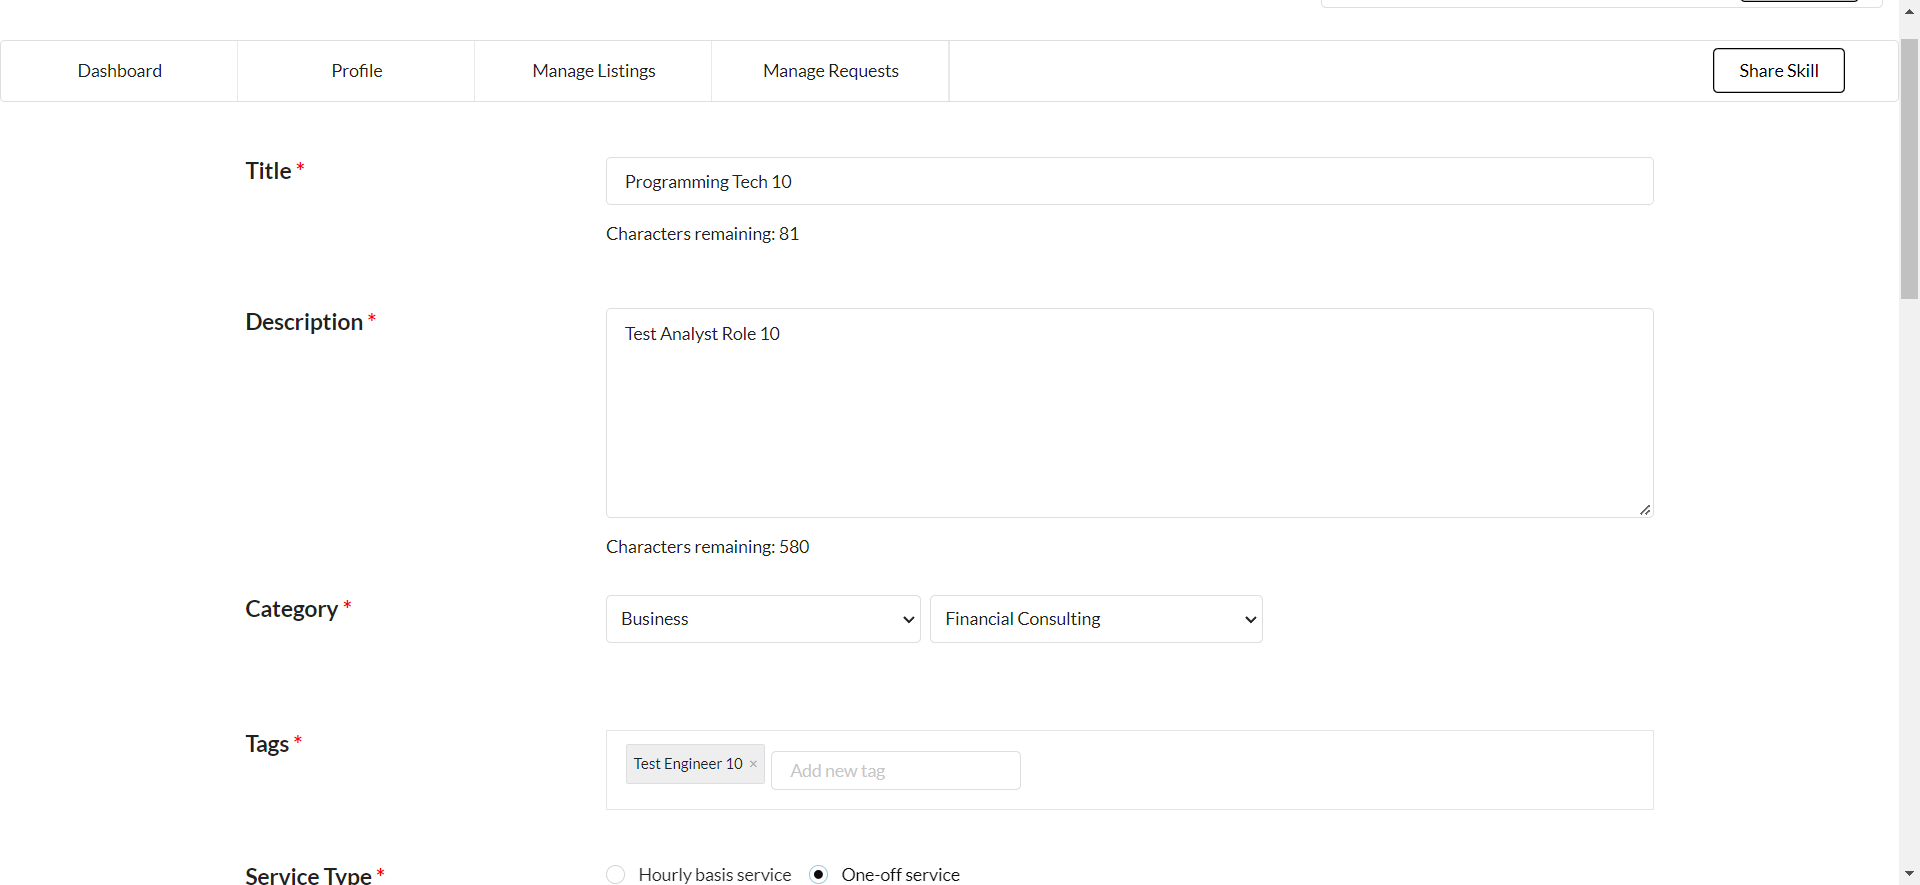 Dashboard Profile Manage Listings Manage Requests Share Skill
Title *
Programming Tech 10
Characters remaining: 81
Description *
Test Analyst Role 10
Characters remaining: 580
Category *
Business Financial Consulting
Tags *
Test Engineer 10 × Add new tag
Service Type * Hourly basis service One-off service